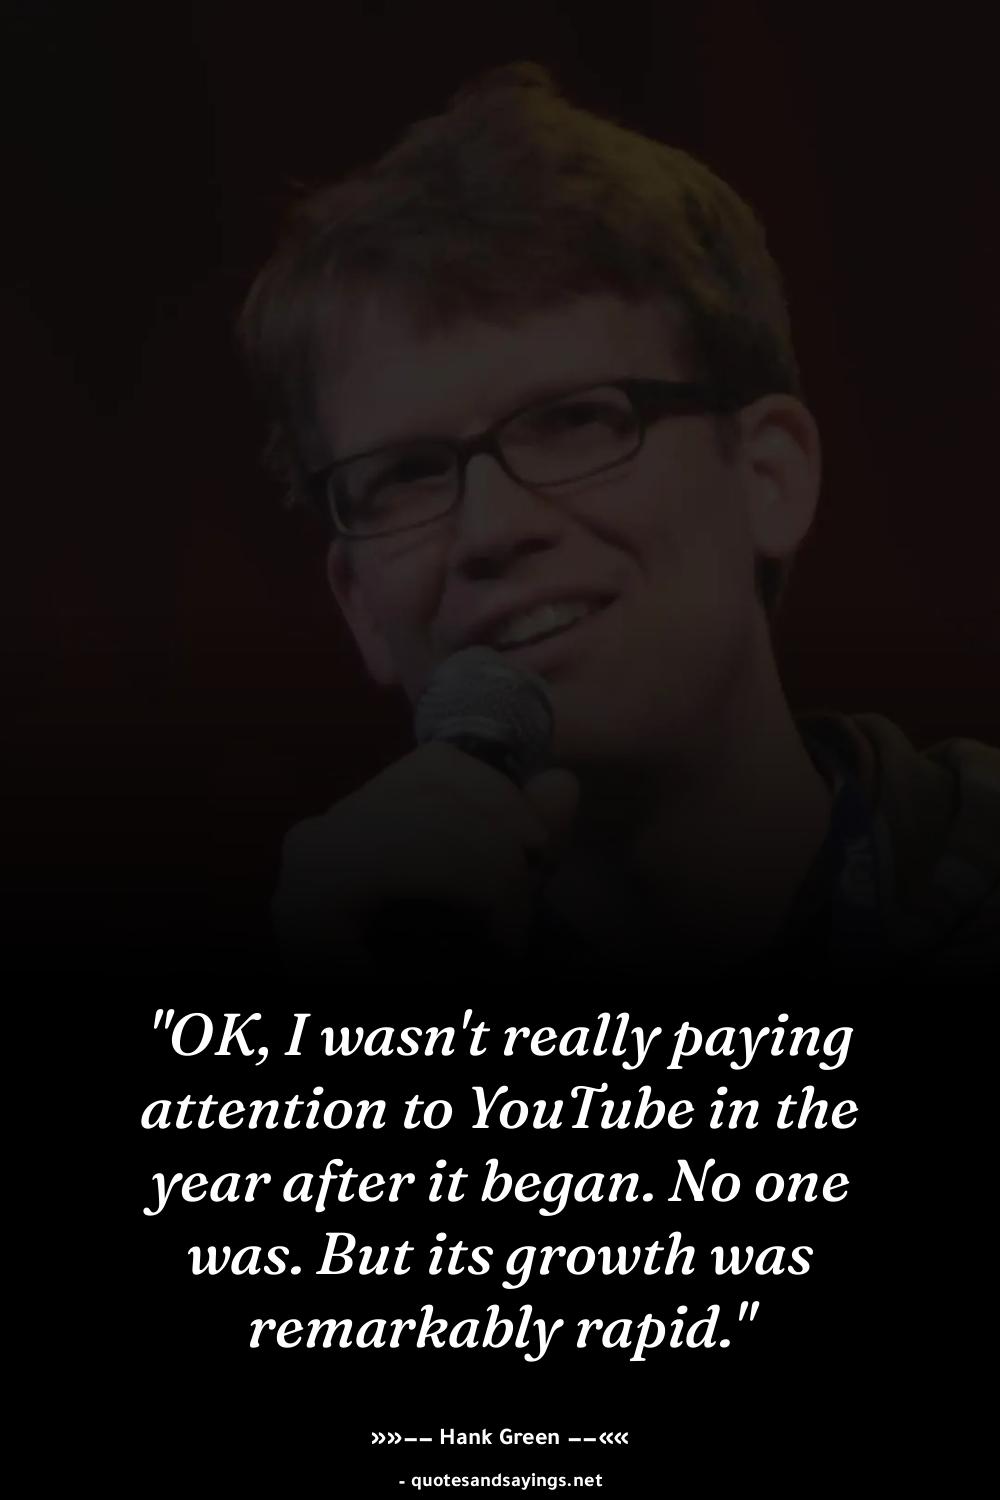 "OK, I wasn't really paying
attention to YouTube in the
year after it began. No one
was. But its growth was
remarkably rapid."
»»–– Hank Green ––««
- quotesandsayings.net